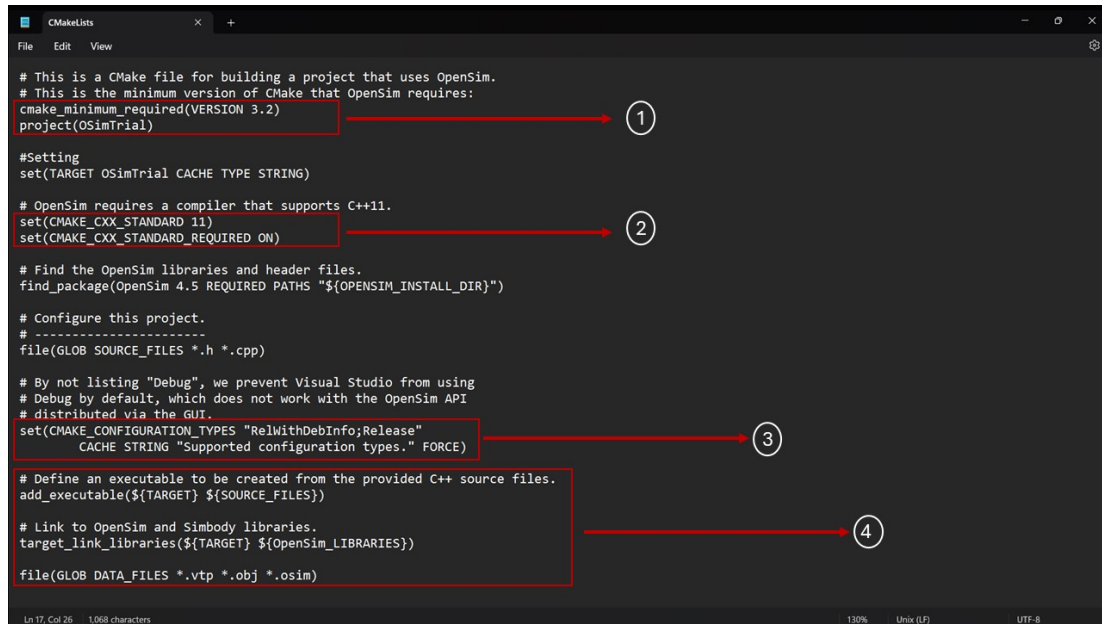 CMakeLists × +
File Edit View
# This is a CMake file for building a project that uses OpenSim.
# This is the minimum version of CMake that OpenSim requires:
cmake_minimum_required(VERSION 3.2)
project(OSimTrial)
1
#Setting
set(TARGET OSimTrial CACHE TYPE STRING)
# OpenSim requires a compiler that supports C++11.
set(CMAKE_CXX_STANDARD 11)
set(CMAKE_CXX_STANDARD_REQUIRED ON)
2
# Find the OpenSim libraries and header files.
find_package(OpenSim 4.5 REQUIRED PATHS "${OPENSIM_INSTALL_DIR}")
# Configure this project.
# ------------------------
file(GLOB SOURCE_FILES *.h *.cpp)
# By not listing "Debug", we prevent Visual Studio from using
# Debug by default, which does not work with the OpenSim API
# distributed via the GUI.
set(CMAKE_CONFIGURATION_TYPES "RelWithDebInfo;Release"
CACHE STRING "Supported configuration types." FORCE)
3
# Define an executable to be created from the provided C++ source files.
add_executable(${TARGET} ${SOURCE_FILES})
# Link to OpenSim and Simbody libraries.
target_link_libraries(${TARGET} ${OpenSim_LIBRARIES})
4
file(GLOB DATA_FILES *.vtp *.obj *.osim)
Ln 17, Col 26 1,068 characters 130% Unix (LF) UTF-8